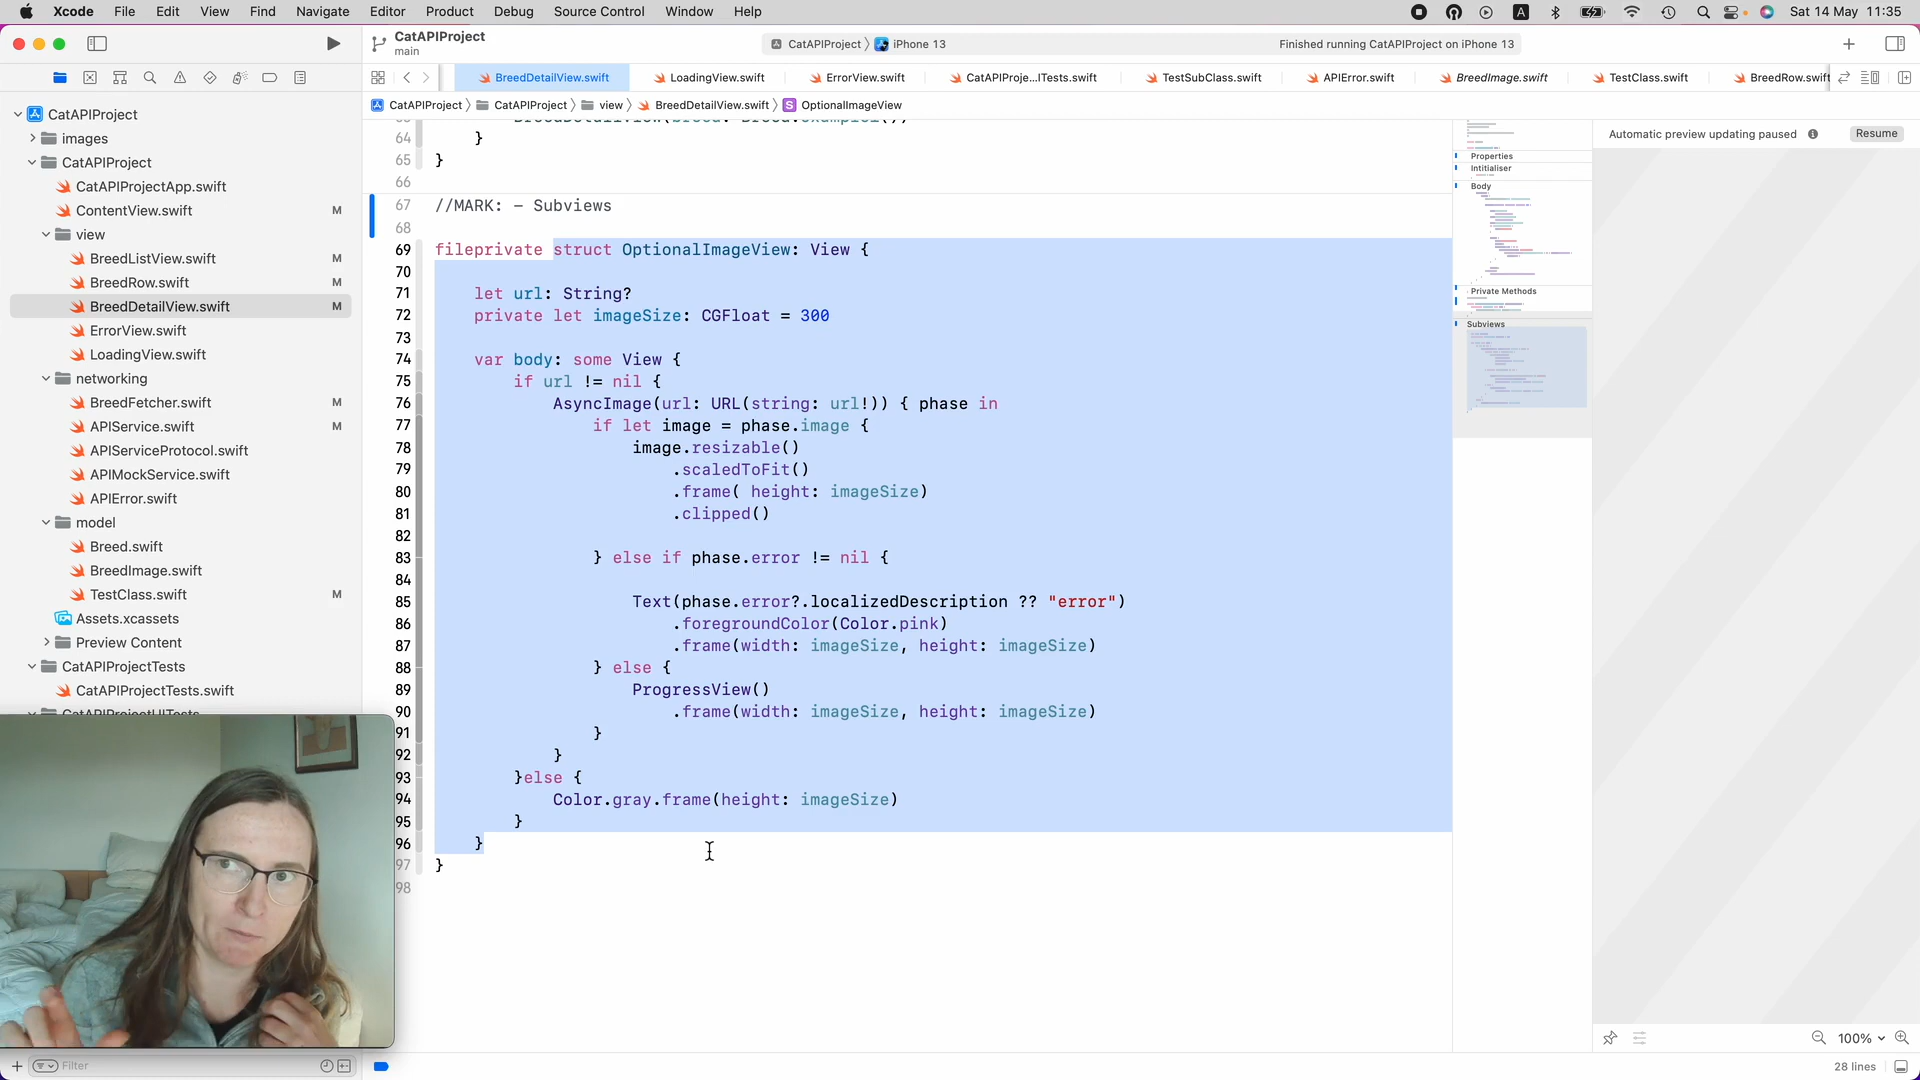 Xcode File Edit View Find Navigate Editor Product Debug Source Control Window Help
A
Sat 14 May 11:35
CatAPIProject
main
CatAPIProject iPhone 13
Finished running CatAPIProject on iPhone 13
BreedDetailView.swift LoadingView.swift ErrorView.swift CatAPIProje...ITests.swift TestSubClass.swift APIError.swift BreedImage.swift TestClass.swift BreedRow.swift
CatAPIProject CatAPIProject view BreedDetailView.swift S OptionalImageView
CatAPIProject
images
CatAPIProject
CatAPIProjectApp.swift
ContentView.swift M
view
BreedListView.swift M
BreedRow.swift M
BreedDetailView.swift M
ErrorView.swift
LoadingView.swift
networking
BreedFetcher.swift M
APIService.swift M
APIServiceProtocol.swift
APIMockService.swift
APIError.swift
model
Breed.swift
BreedImage.swift
TestClass.swift M
Assets.xcassets
Preview Content
CatAPIProjectTests
CatAPIProjectTests.swift
Filter
64 }
65 }
66
67 //MARK: - Subviews
68
69 fileprivate struct OptionalImageView: View {
70
71 let url: String?
72 private let imageSize: CGFloat = 300
73
74 var body: some View {
75 if url != nil {
76 AsyncImage(url: URL(string: url!)) { phase in
77 if let image = phase.image {
78 image.resizable()
79 .scaledToFit()
80 .frame( height: imageSize)
81 .clipped()
82
83 } else if phase.error != nil {
84
85 Text(phase.error?.localizedDescription ?? "error")
86 .foregroundColor(Color.pink)
87 .frame(width: imageSize, height: imageSize)
88 } else {
89 ProgressView()
90 .frame(width: imageSize, height: imageSize)
91 }
92 }
93 }else {
94 Color.gray.frame(height: imageSize)
95 }
96 }
97 }
98
Properties
Intitialiser
Body
Private Methods
Subviews
Automatic preview updating paused Resume
100%
28 lines